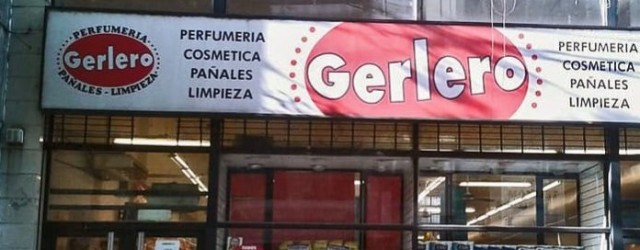 PERFUMERIA
Gerlero
PAÑALES - LIMPIEZA
PERFUMERIA
COSMETICA
PAÑALES
LIMPIEZA
Gerlero
PERFUMERIA
COSMETICA
PAÑALES
LIMPIEZA